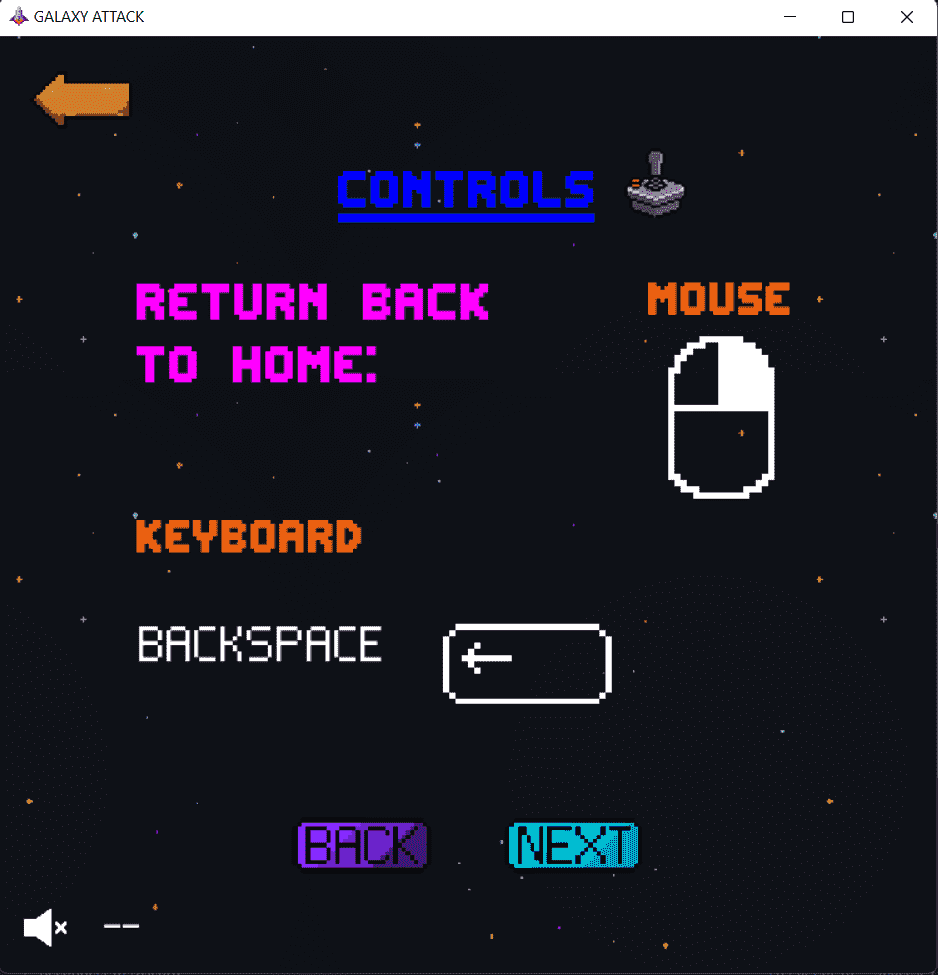 GALAXY ATTACK
CONTROLS
RETURN BACK
TO HOME:
MOUSE
KEYBOARD
BACKSPACE
BACK
NEXT
--